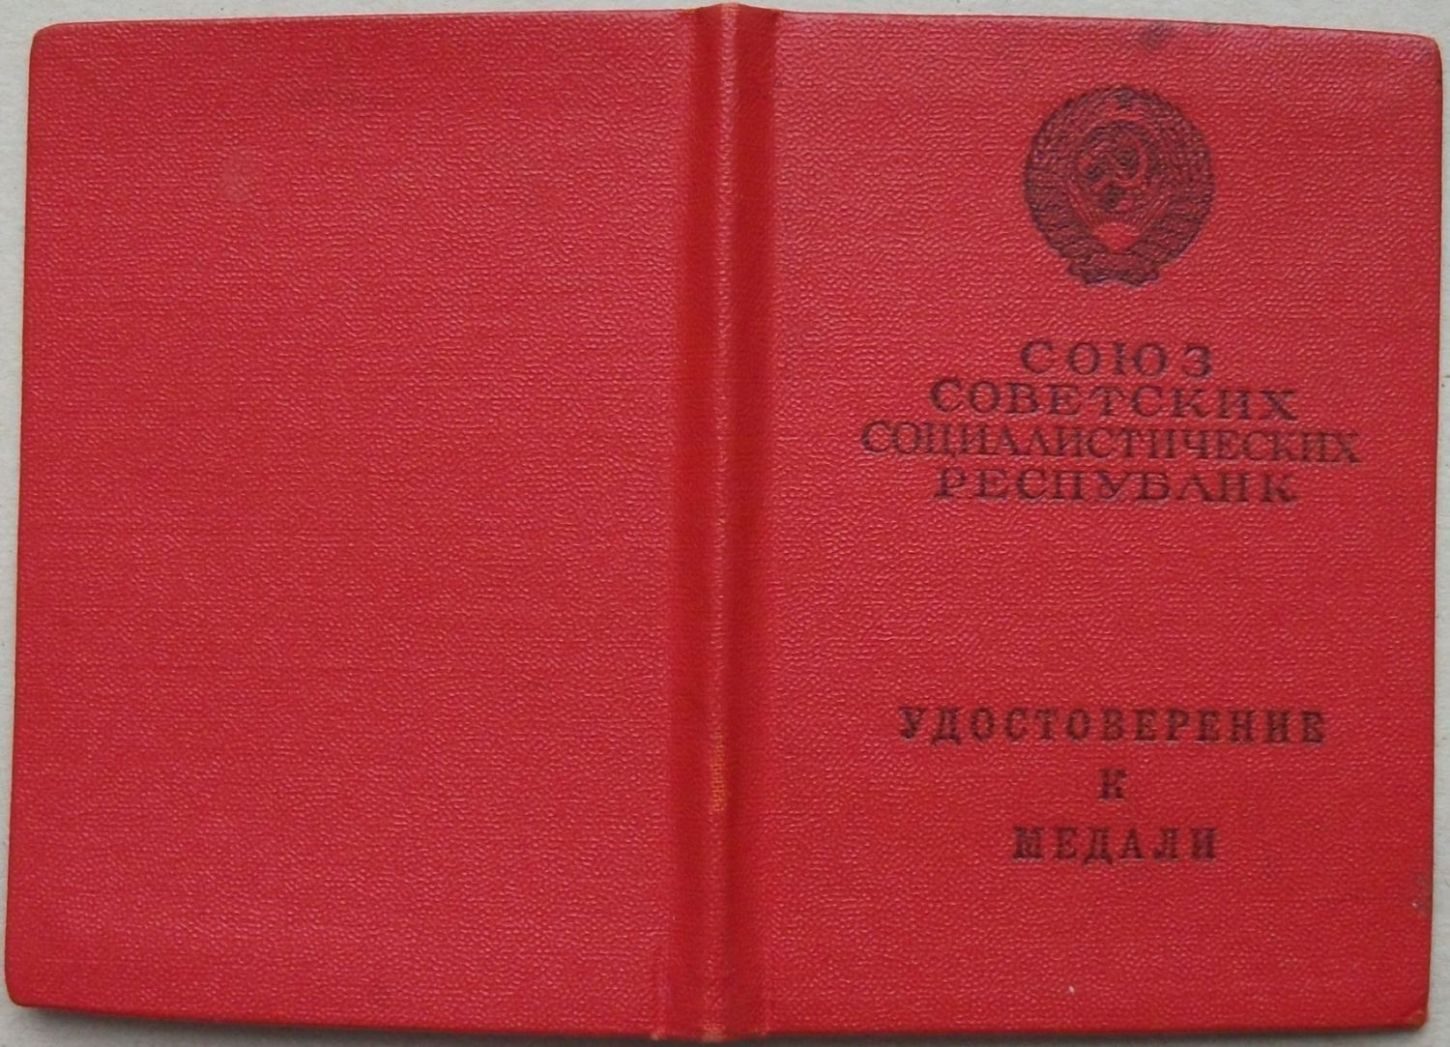 СОЮЗ
СОВЕТСКИХ
СОЦИАЛИСТИЧЕСКИХ
РЕСПУБЛИК
УДОСТОВЕРЕНИЕ
К
МЕДАЛИ